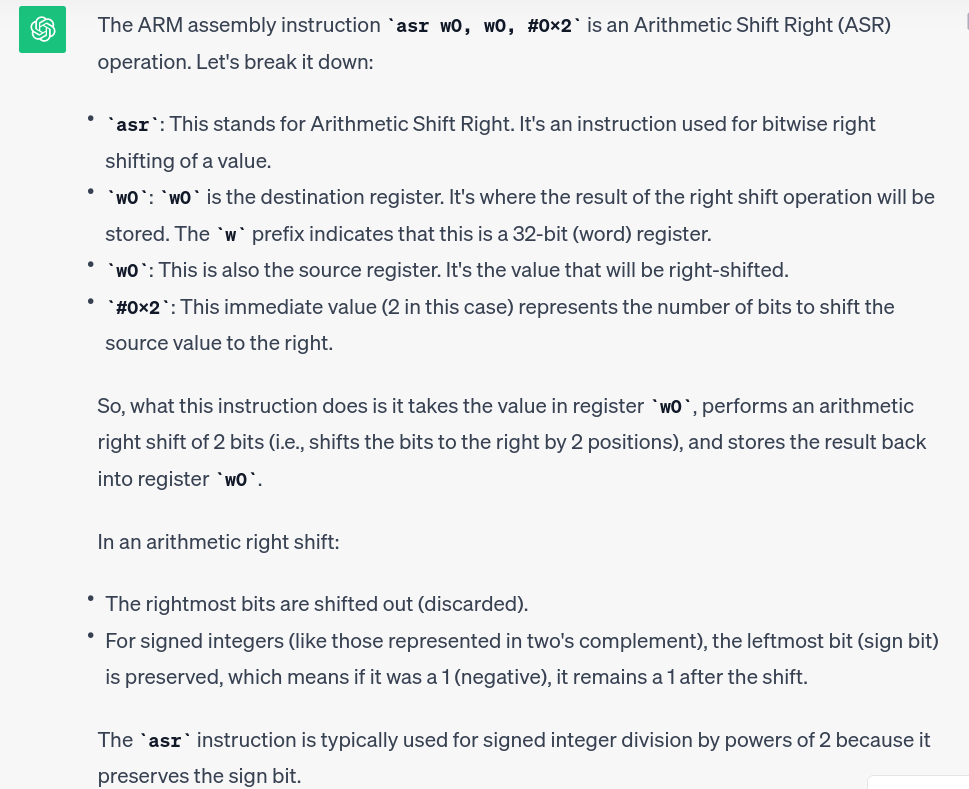 The ARM assembly instruction `asr w0, w0, #0x2` is an Arithmetic Shift Right (ASR)
operation. Let's break it down:
• `asr`: This stands for Arithmetic Shift Right. It's an instruction used for bitwise right
shifting of a value.
• `w0`: `w0` is the destination register. It's where the result of the right shift operation will be
stored. The `w` prefix indicates that this is a 32-bit (word) register.
• `w0`: This is also the source register. It's the value that will be right-shifted.
• `#0x2`: This immediate value (2 in this case) represents the number of bits to shift the
source value to the right.
So, what this instruction does is it takes the value in register `w0`, performs an arithmetic
right shift of 2 bits (i.e., shifts the bits to the right by 2 positions), and stores the result back
into register `w0`.
In an arithmetic right shift:
• The rightmost bits are shifted out (discarded).
• For signed integers (like those represented in two's complement), the leftmost bit (sign bit)
is preserved, which means if it was a 1 (negative), it remains a 1 after the shift.
The `asr` instruction is typically used for signed integer division by powers of 2 because it
preserves the sign bit.